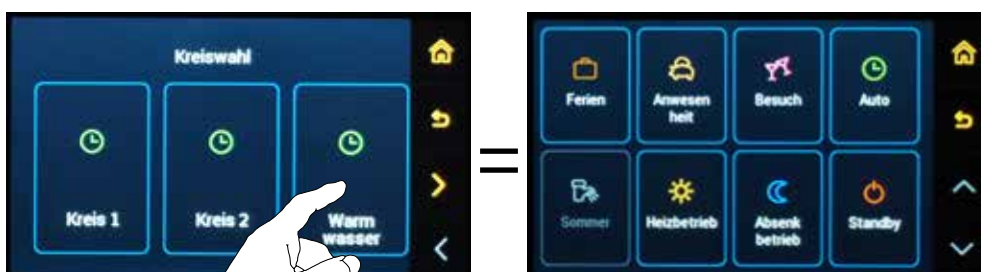 Kreiswahl
Kreis 1
Kreis 2
Warm
wasser
=
Ferien
Anwesen
heit
Besuch
Auto
Sommer
Heizbetrieb
Absenk
betrieb
Standby